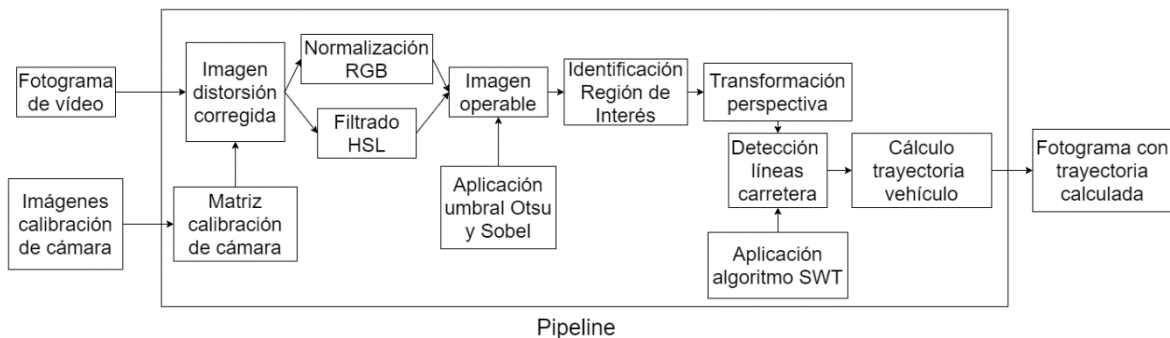 Fotograma
de vídeo
Imágenes
calibración
de cámara
Imagen
distorsión
corregida
Matriz
calibración
de cámara
Normalización
RGB
Filtrado
HSL
Imagen
operable
Aplicación
umbral Otsu
y Sobel
Identificación
Región de
Interés
Transformación
perspectiva
Detección
líneas
carretera
Aplicación
algoritmo SWT
Cálculo
trayectoria
vehículo
Fotograma con
trayectoria
calculada
Pipeline